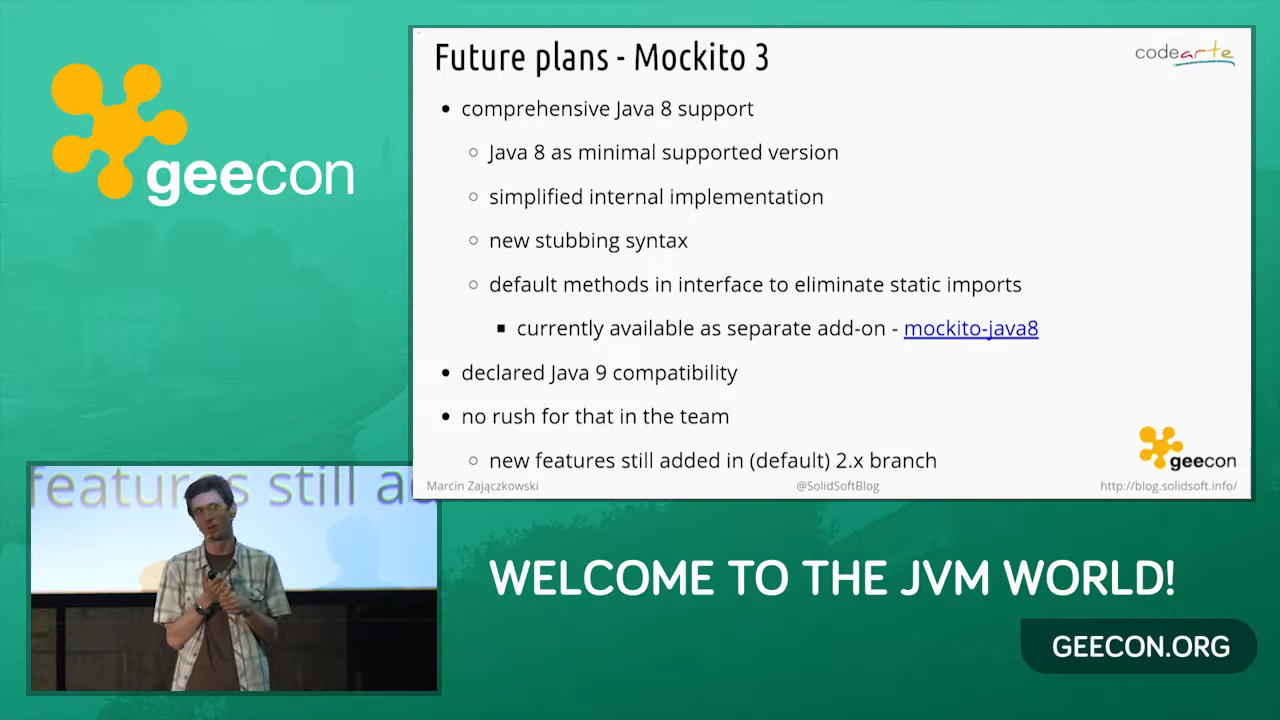 geecon
Future plans - Mockito 3
codearte
• comprehensive Java 8 support
○ Java 8 as minimal supported version
○ simplified internal implementation
○ new stubbing syntax
○ default methods in interface to eliminate static imports
▪ currently available as separate add-on - mockito-java8
• declared Java 9 compatibility
• no rush for that in the team
○ new features still added in (default) 2.x branch
geecon
Marcin Zajączkowski @SolidSoftBlog http://blog.solidsoft.info/
features still ad
WELCOME TO THE JVM WORLD!
GEECON.ORG